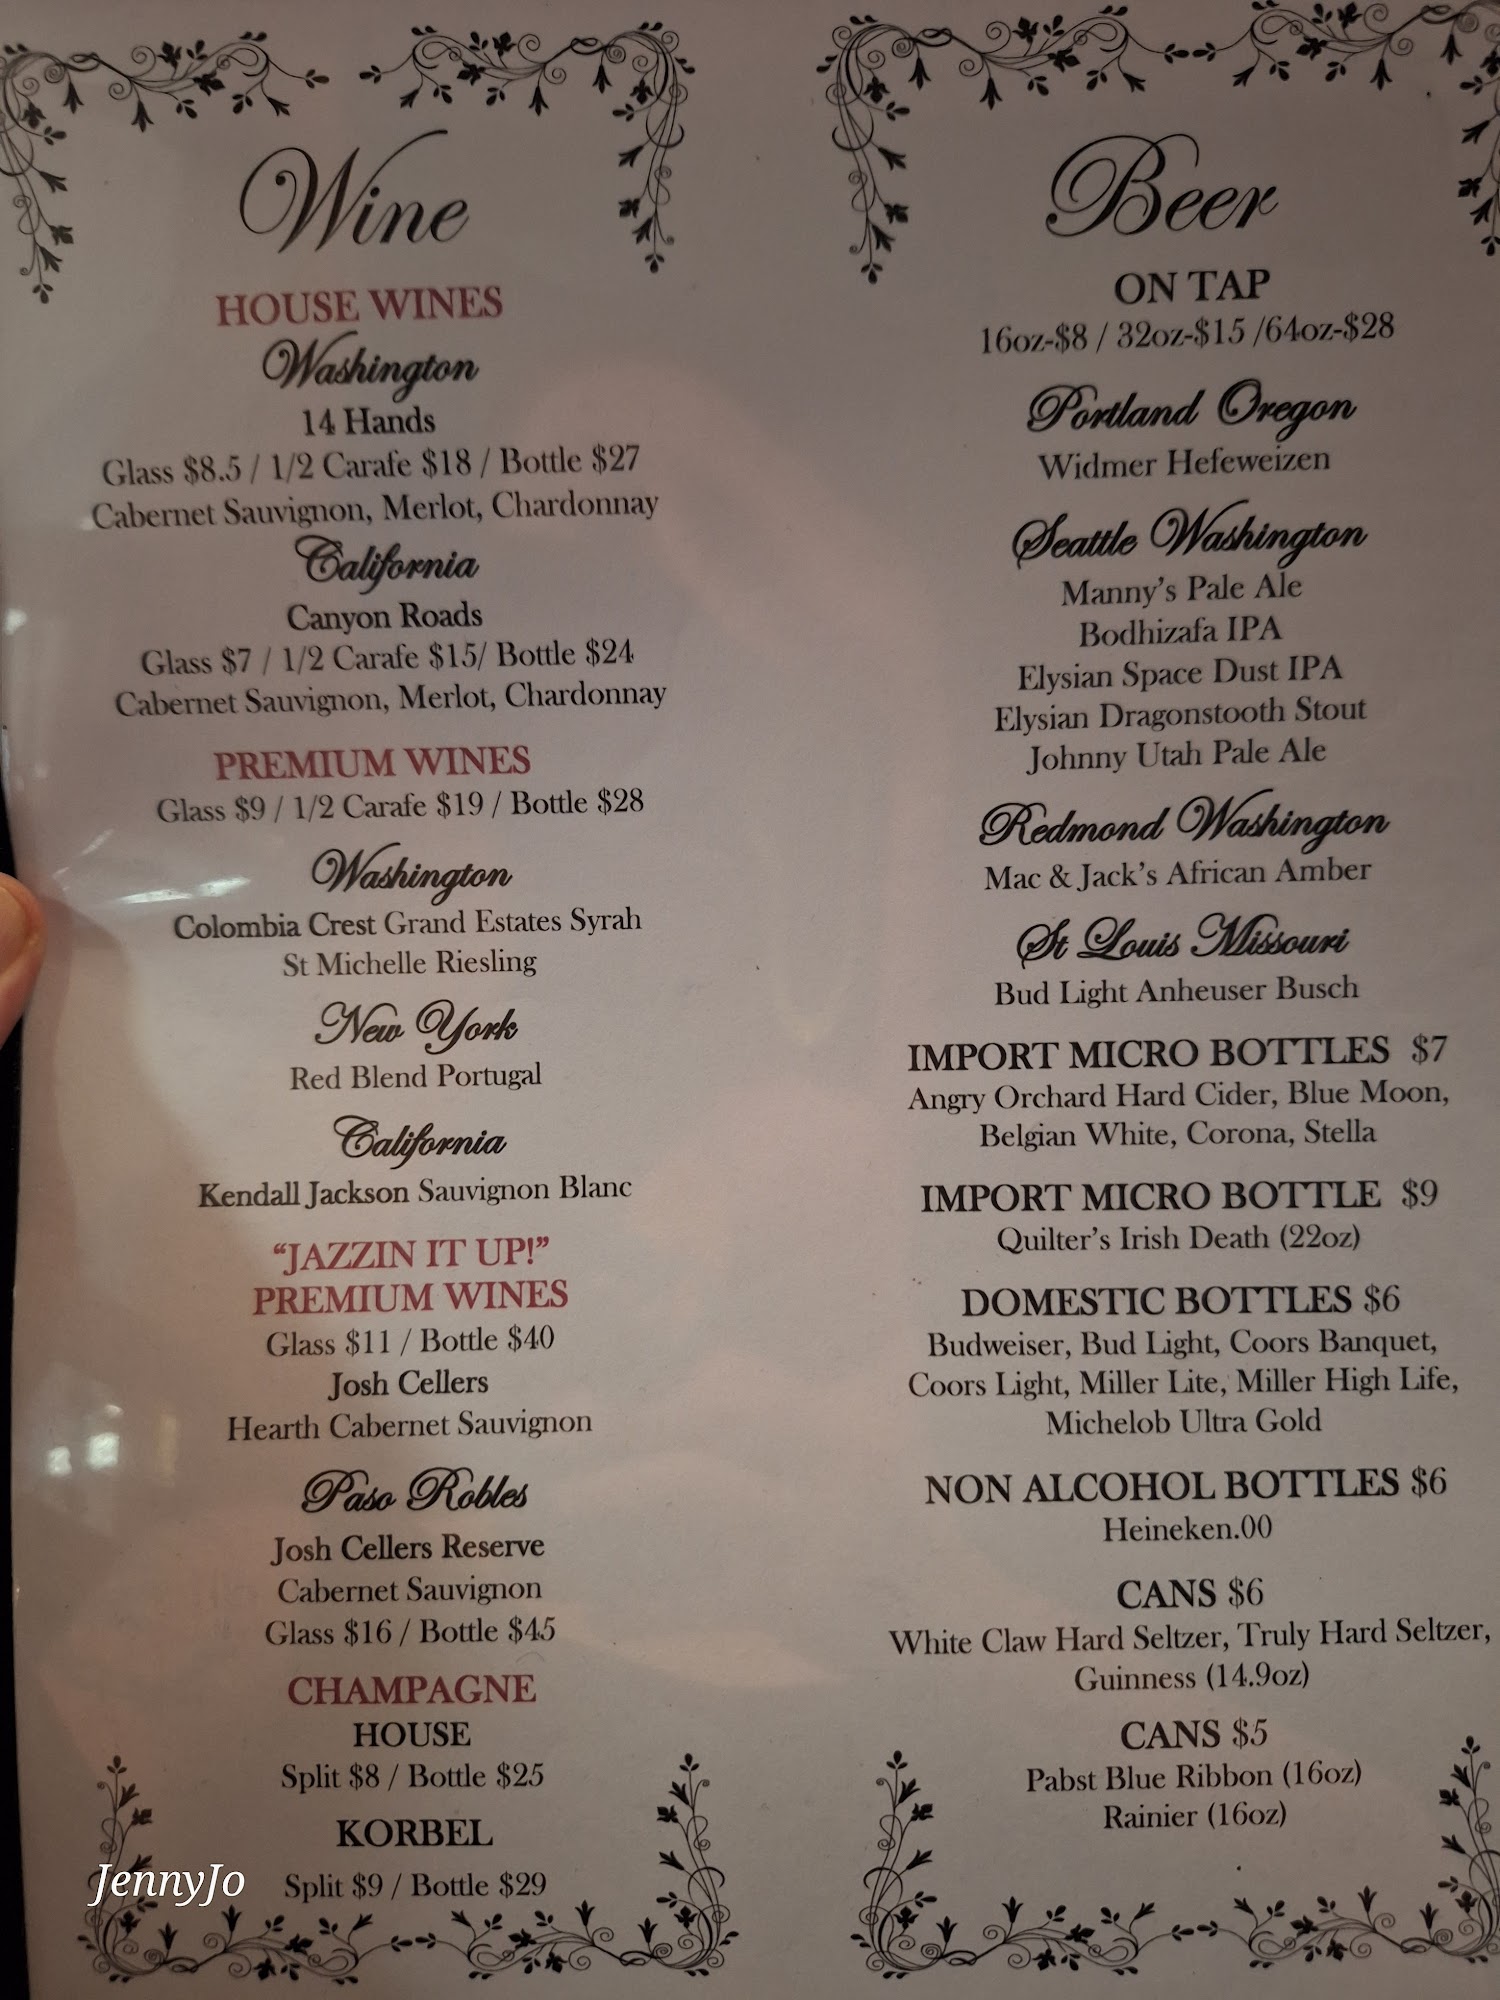 Wine
HOUSE WINES
Washington
14 Hands
Glass $8.5 / 1/2 Carafe $18 / Bottle $27
Cabernet Sauvignon, Merlot, Chardonnay
California
Canyon Roads
Glass $7 / 1/2 Carafe $15/ Bottle $24
Cabernet Sauvignon, Merlot, Chardonnay
PREMIUM WINES
Glass $9 / 1/2 Carafe $19 / Bottle $28
Washington
Colombia Crest Grand Estates Syrah
St Michelle Riesling
New York
Red Blend Portugal
California
Kendall Jackson Sauvignon Blanc
“JAZZIN IT UP!”
PREMIUM WINES
Glass $11 / Bottle $40
Josh Cellers
Hearth Cabernet Sauvignon
Paso Robles
Josh Cellers Reserve
Cabernet Sauvignon
Glass $16 / Bottle $45
CHAMPAGNE
HOUSE
Split $8 / Bottle $25
KORBEL
Split $9 / Bottle $29
JennyJo
Beer
ON TAP
16oz-$8 / 32oz-$15 /64oz-$28
Portland Oregon
Widmer Hefeweizen
Seattle Washington
Manny’s Pale Ale
Bodhizafa IPA
Elysian Space Dust IPA
Elysian Dragonstooth Stout
Johnny Utah Pale Ale
Redmond Washington
Mac & Jack’s African Amber
St Louis Missouri
Bud Light Anheuser Busch
IMPORT MICRO BOTTLES $7
Angry Orchard Hard Cider, Blue Moon,
Belgian White, Corona, Stella
IMPORT MICRO BOTTLE $9
Quilter’s Irish Death (22oz)
DOMESTIC BOTTLES $6
Budweiser, Bud Light, Coors Banquet,
Coors Light, Miller Lite, Miller High Life,
Michelob Ultra Gold
NON ALCOHOL BOTTLES $6
Heineken.00
CANS $6
White Claw Hard Seltzer, Truly Hard Seltzer,
Guinness (14.9oz)
CANS $5
Pabst Blue Ribbon (16oz)
Rainier (16oz)